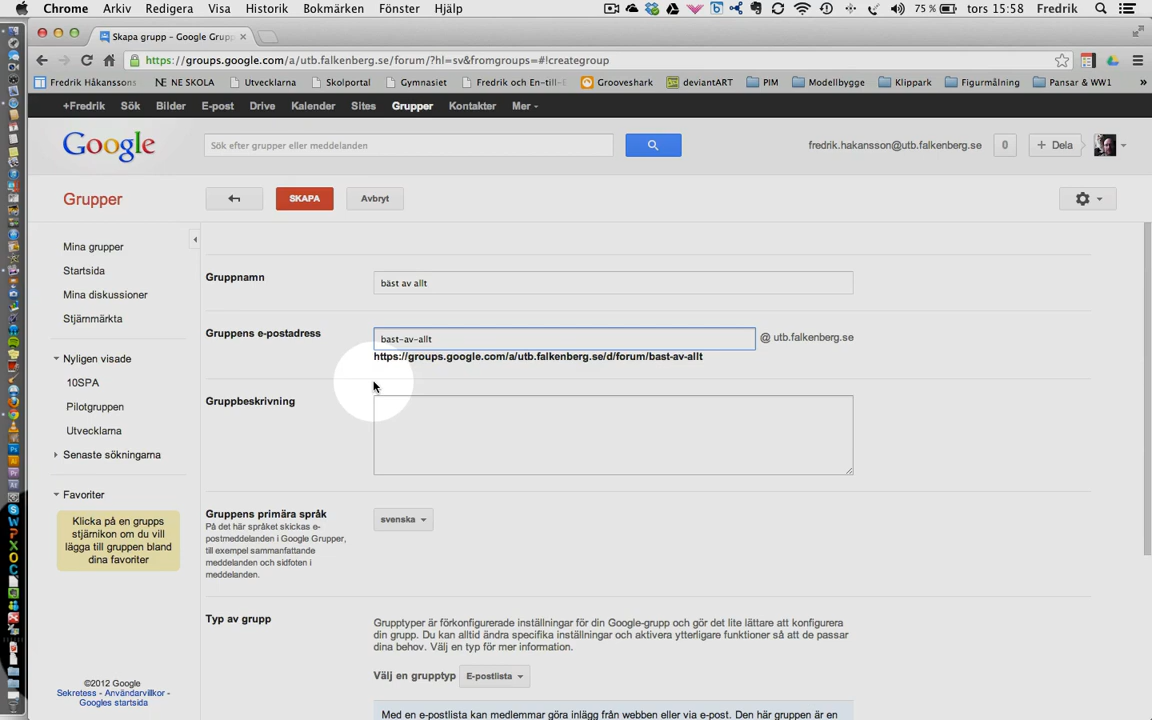 Chrome Arkiv Redigera Visa Historik Bokmärken Fönster Hjälp 75 % tors 15:58 Fredrik
Skapa grupp – Google Grupp
https://groups.google.com/a/utb.falkenberg.se/forum/?hl=sv&fromgroups=#!creategroup
Fredrik Håkanssons NE NE SKOLA Utvecklarna Skolportal Gymnasiet Fredrik och En-till-E Grooveshark deviantART PIM Modellbygge Klippark Figurmålning Pansar & WW1 »
+Fredrik Sök Bilder E-post Drive Kalender Sites Grupper Kontakter Mer
Google Sök efter grupper eller meddelanden fredrik.hakansson@utb.falkenberg.se 0 + Dela
Grupper SKAPA Avbryt
Mina grupper
Startsida
Mina diskussioner
Stjärnmärkta
Nyligen visade
10SPA
Pilotgruppen
Utvecklarna
Senaste sökningarna
Favoriter
Klicka på en grupps
stjärnikon om du vill
lägga till gruppen bland
dina favoriter
©2012 Google
Sekretess - Användarvillkor -
Googles startsida
Gruppnamn bäst av allt
Gruppens e-postadress bast-av-allt @ utb.falkenberg.se
https://groups.google.com/a/utb.falkenberg.se/d/forum/bast-av-allt
Gruppbeskrivning
Gruppens primära språk svenska
På det här språket skickas e-
postmeddelanden i Google Grupper,
till exempel sammanfattande
meddelanden och sidfoten i
meddelanden.
Typ av grupp
Grupptyper är förkonfigurerade inställningar för din Google-grupp och gör det lite lättare att konfigurera
din grupp. Du kan alltid ändra specifika inställningar och aktivera ytterligare funktioner så att de passar
dina behov. Välj en typ för mer information.
Välj en grupptyp E-postlista
Med en e-postlista kan medlemmar göra inlägg från webben eller via e-post. Den här gruppen är en